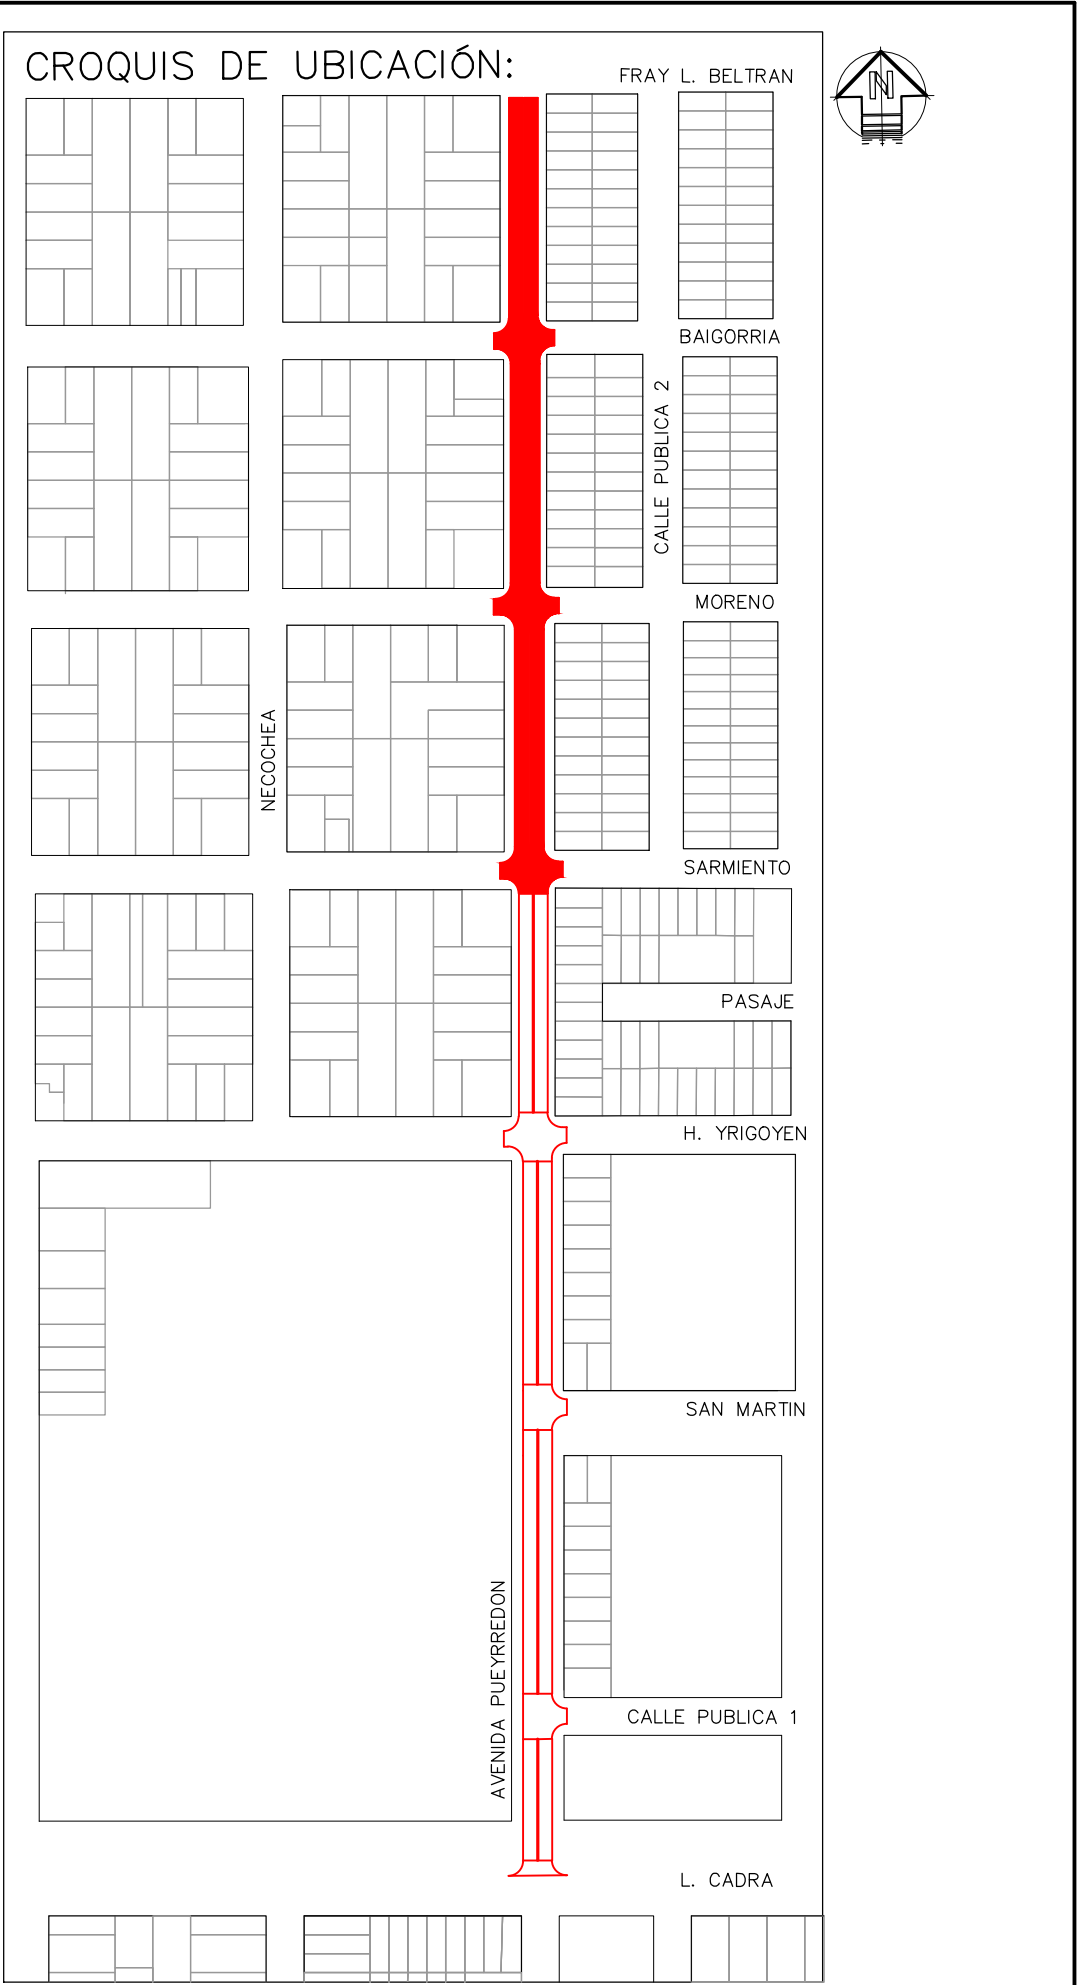 CROQUIS DE UBICACIÓN:
FRAY L. BELTRAN
N
BAIGORRIA
CALLE PUBLICA 2
MORENO
NECOCHEA
SARMIENTO
PASAJE
H. YRIGOYEN
SAN MARTIN
AVENIDA PUEYRREDON
CALLE PUBLICA 1
L. CADRA